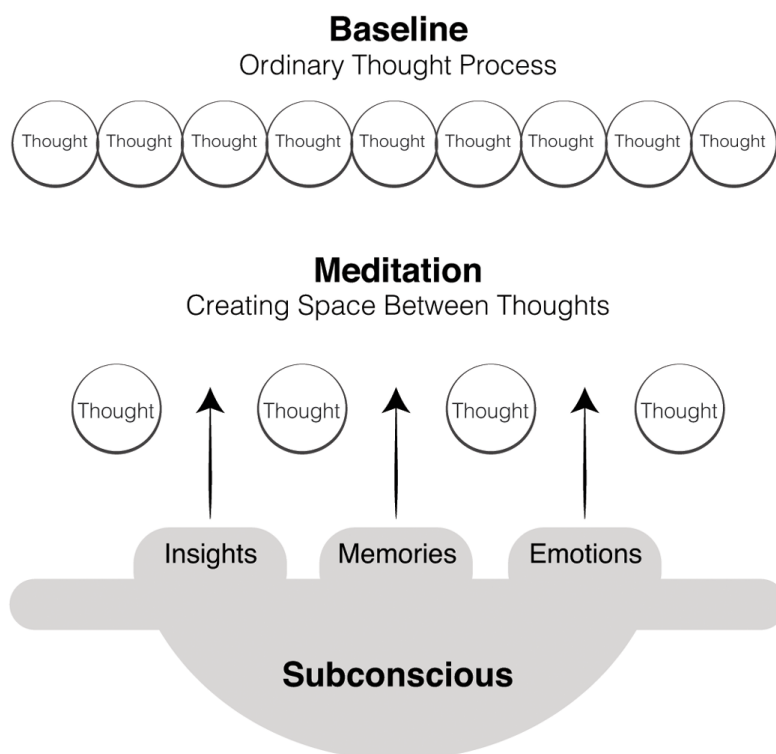 Baseline
Ordinary Thought Process
Thought Thought Thought Thought Thought Thought Thought Thought Thought
Meditation
Creating Space Between Thoughts
Thought Thought Thought Thought
Insights Memories Emotions
Subconscious